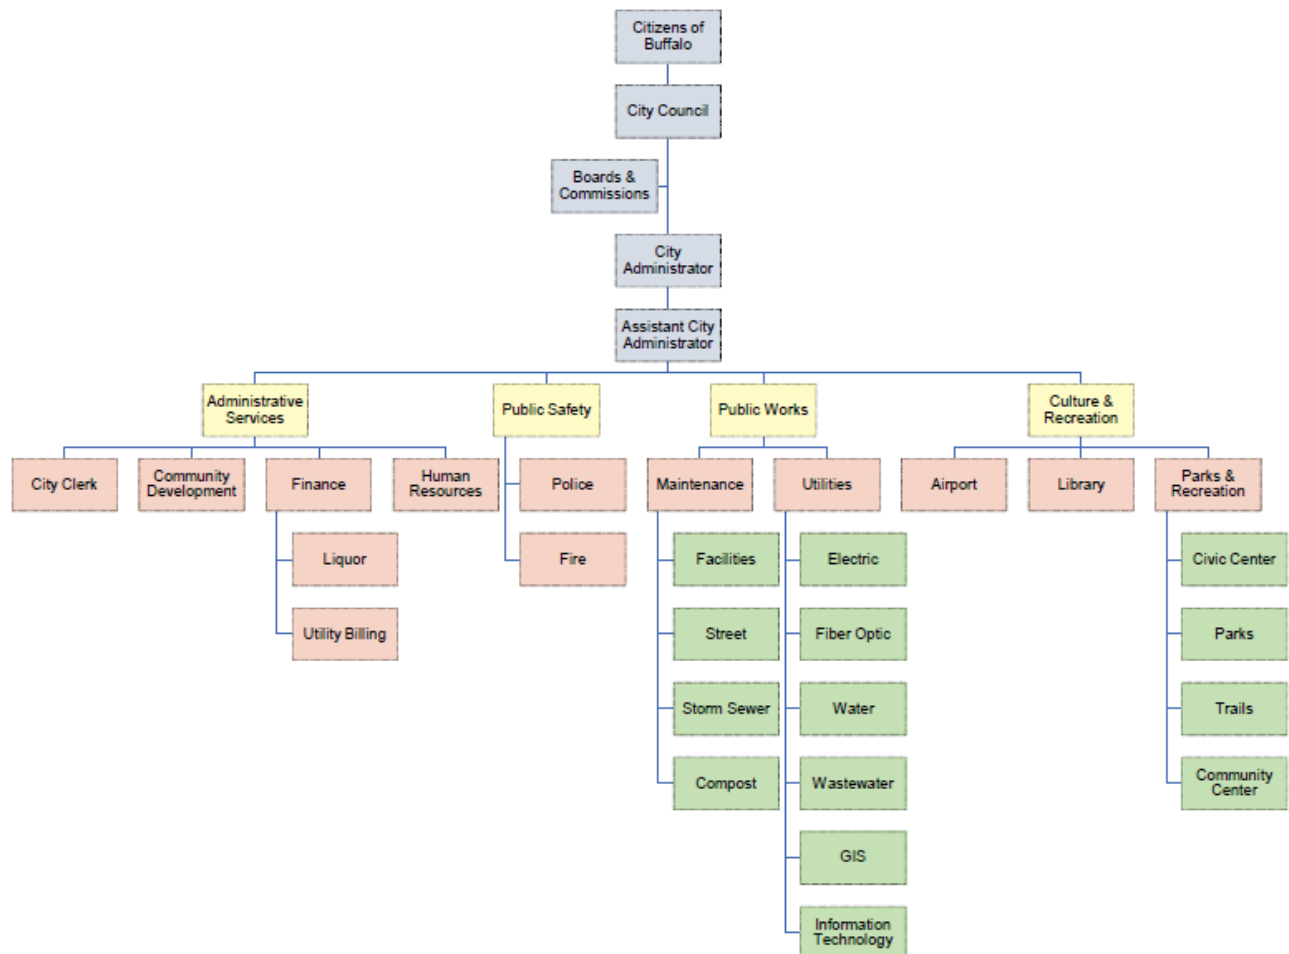 Citizens of
Buffalo
City Council
Boards &
Commissions
City
Administrator
Assistant City
Administrator
Administrative
Services
Public Safety
Public Works
Culture &
Recreation
City Clerk
Community
Development
Finance
Human
Resources
Police
Maintenance
Utilities
Airport
Library
Parks &
Recreation
Liquor
Fire
Facilities
Electric
Civic Center
Utility Billing
Street
Fiber Optic
Parks
Storm Sewer
Water
Trails
Compost
Wastewater
Community
Center
GIS
Information
Technology